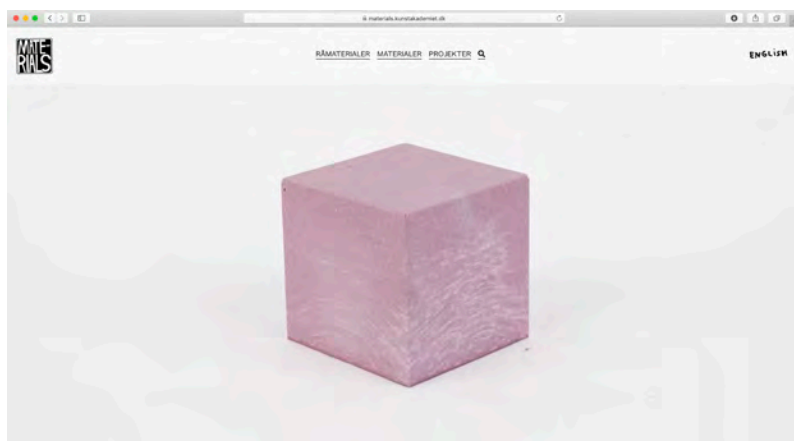 materials.kunstakademiet.dk
MATE-
RIALS
RÅMATERIALER MATERIALER PROJEKTER
ENGLISH